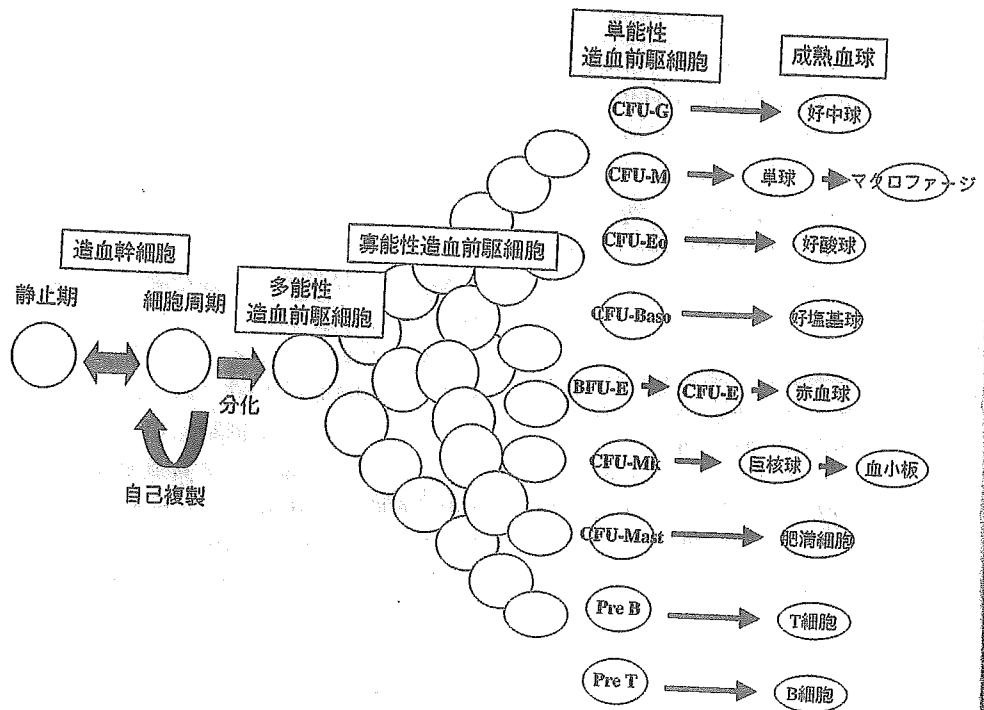 単能性
造血前駆細胞
成熟血球
CFU-G
好中球
CFU-M
単球
マクロファージ
寡能性造血前駆細胞
CFU-Eo
好酸球
造血幹細胞
静止期
細胞周期
多能性
造血前駆細胞
CFU-Baso
好塩基球
分化
BFU-E
CFU-E
赤血球
自己複製
CFU-Mk
巨核球
血小板
CFU-Mast
肥満細胞
Pre B
T細胞
Pre T
B細胞